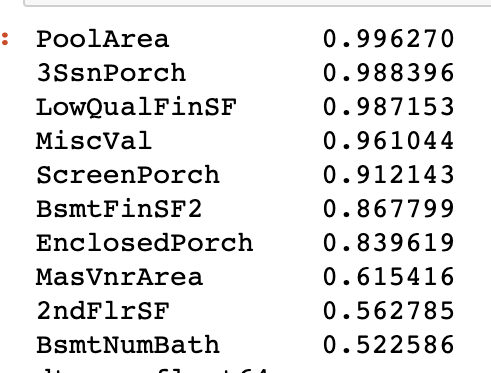 PoolArea 0.996270
3SsnPorch 0.988396
LowQualFinSF 0.987153
MiscVal 0.961044
ScreenPorch 0.912143
BsmtFinSF2 0.867799
EnclosedPorch 0.839619
MasVnrArea 0.615416
2ndFlrSF 0.562785
BsmtNumBath 0.522586